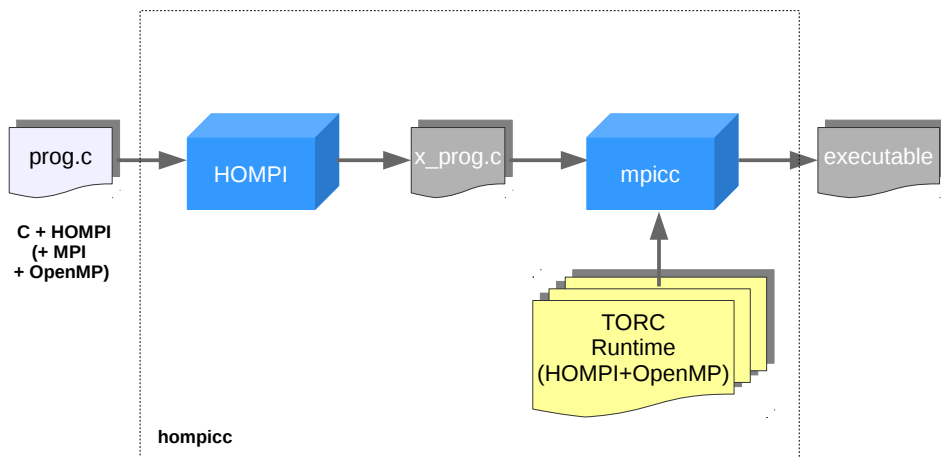 prog.c
HOMPI
x_prog.c
mpicc
executable
C + HOMPI
(+ MPI
+ OpenMP)
TORC
Runtime
(HOMPI+OpenMP)
hompicc